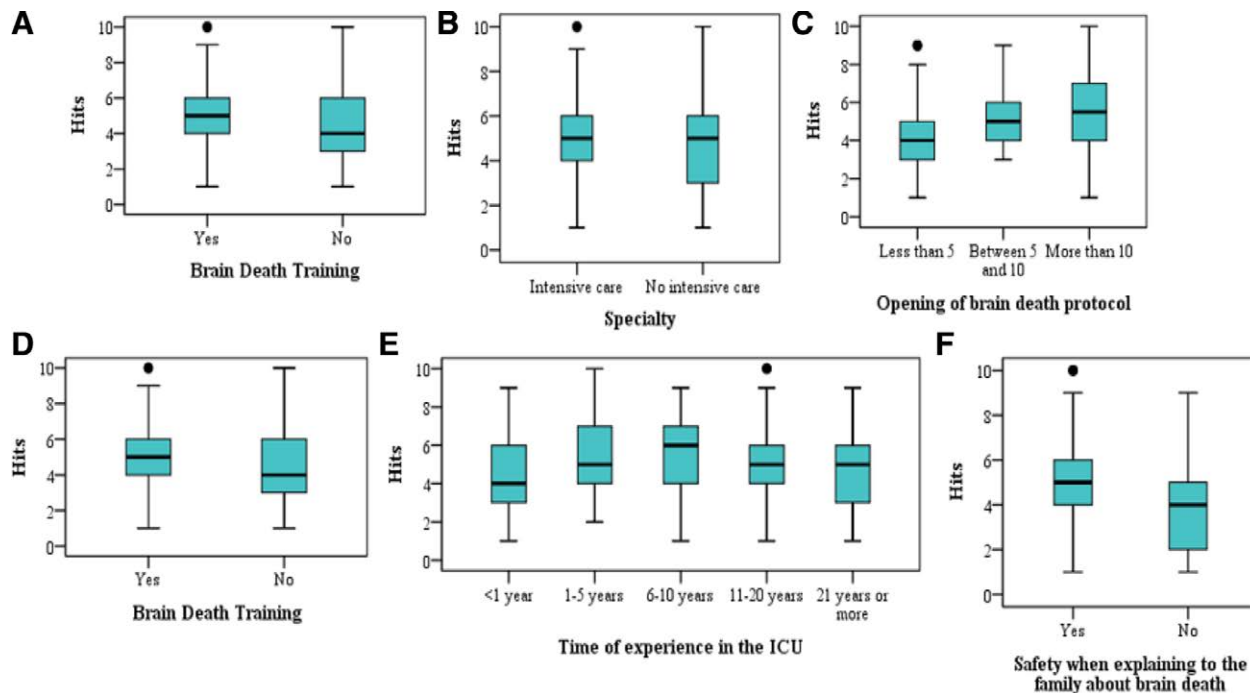 A
Hits
10
8
6
4
2
0
Yes
No
Brain Death Training
B
Hits
10
8
6
4
2
0
Intensive care
No intensive care
Specialty
C
Hits
10
8
6
4
2
0
Less than 5
Between 5
and 10
More than 10
Opening of brain death protocol
D
Hits
10
8
6
4
2
0
Yes
No
Brain Death Training
E
Hits
10
8
6
4
2
0
<1 year
1-5 years
6-10 years
11-20 years
21 years or
more
Time of experience in the ICU
F
Hits
10
8
6
4
2
0
Yes
No
Safety when explaining to the
family about brain death